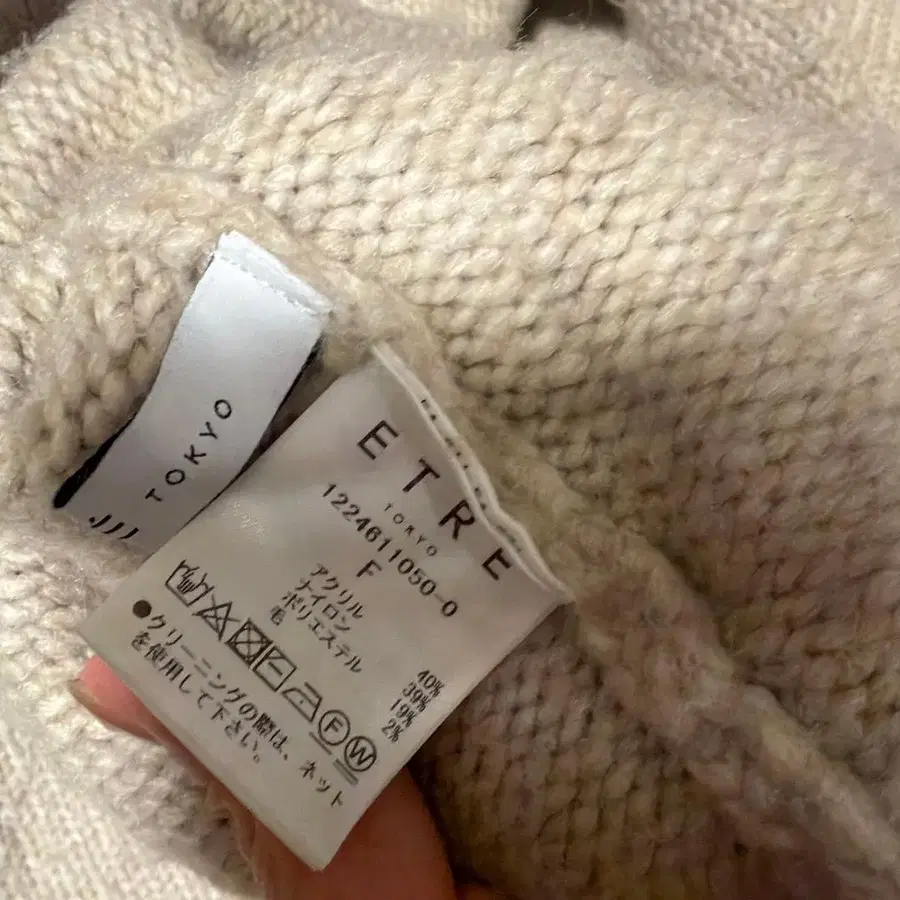 TOKYO
ETRE
TOKYO
1224611050-0
F
アクリル 40%
ナイロン 39%
ポリエステル 19%
毛 2%
F W
●クリーニングの際は、ネット
を使用して下さい。